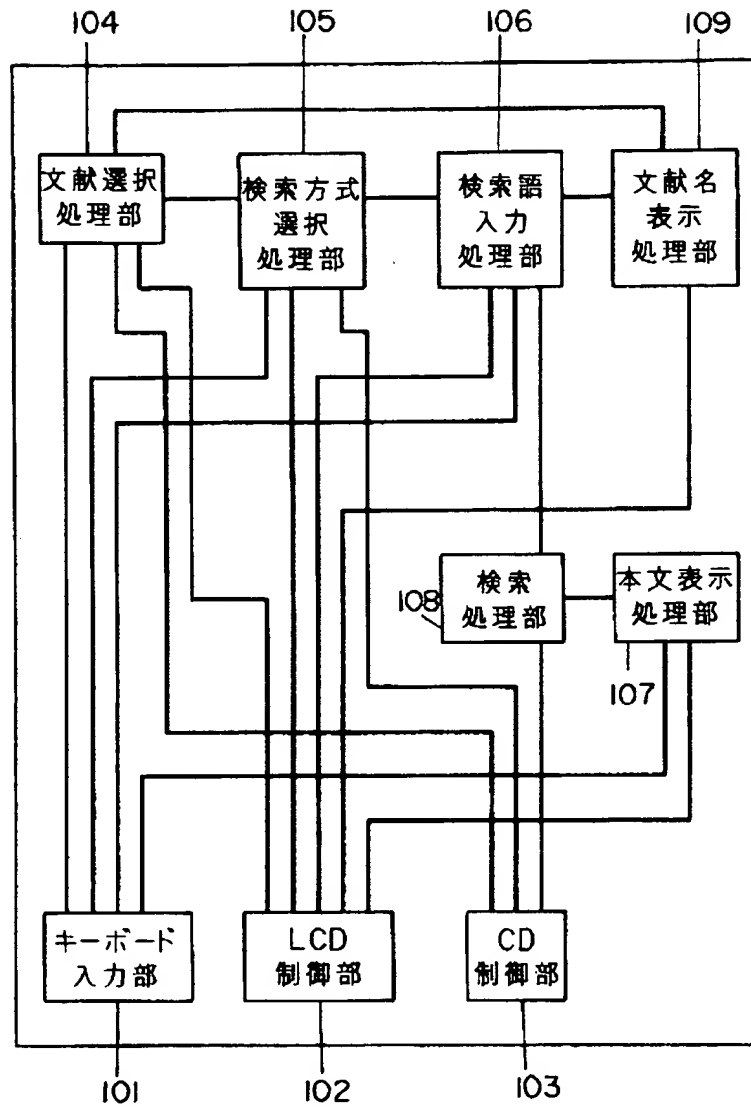 104
105
106
109
文献選択
処理部
検索方式
選択
処理部
検索語
入力
処理部
文献名
表示
処理部
108
検索
処理部
本文表示
処理部
107
キーボード
入力部
LCD
制御部
CD
制御部
101
102
103